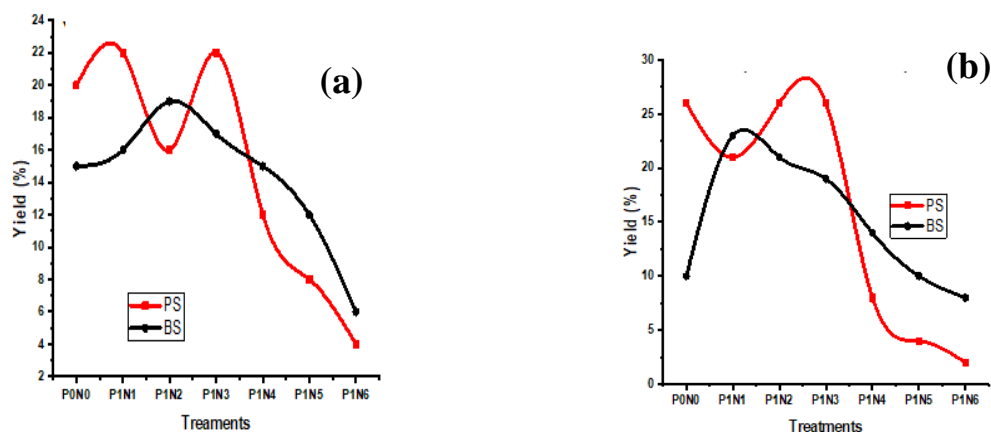 (a)
Yield (%)
24
22
20
18
16
14
12
10
8
6
4
2
PS
BS
P0N0 P1N1 P1N2 P1N3 P1N4 P1N5 P1N6
Treaments
(b)
Yield (%)
30
25
20
15
10
5
0
PS
BS
P0N0 P1N1 P1N2 P1N3 P1N4 P1N5 P1N6
Treatments